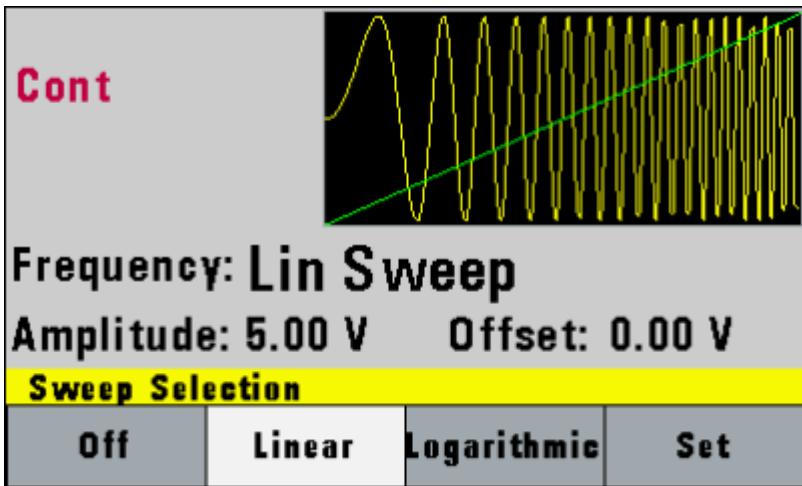 Cont
Frequency: Lin Sweep
Amplitude: 5.00 V Offset: 0.00 V
Sweep Selection
Off Linear Logarithmic Set